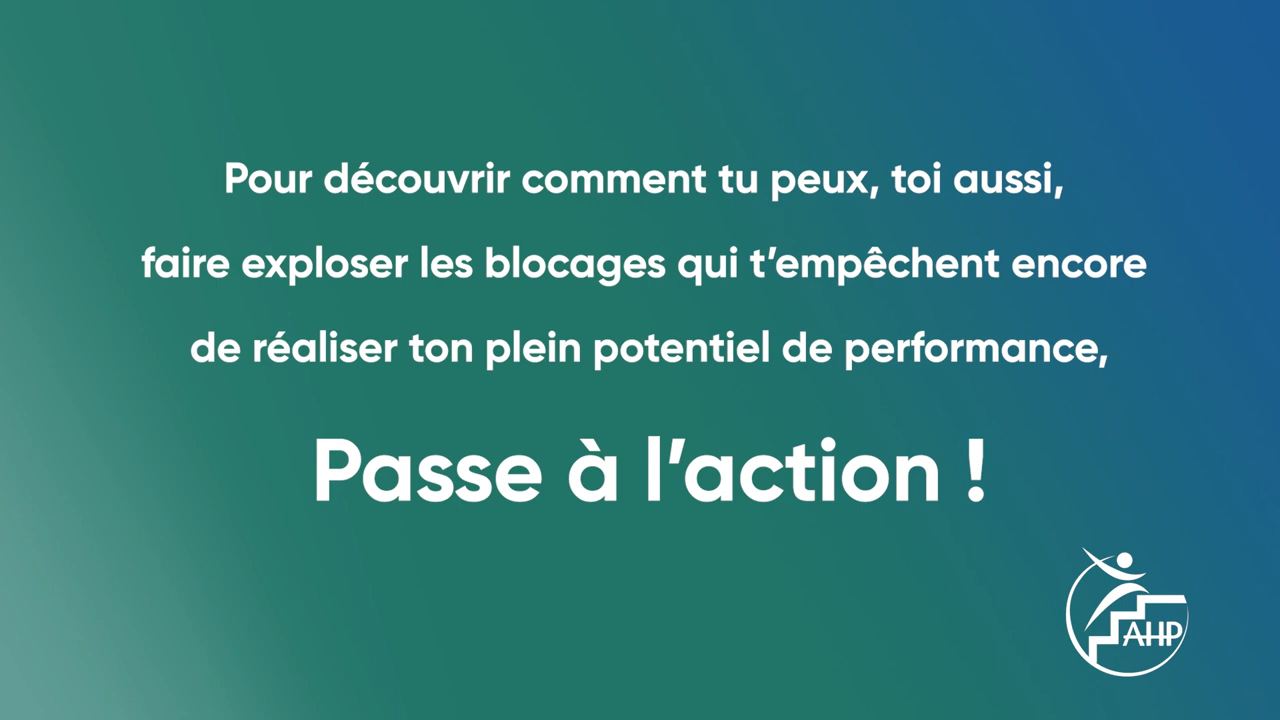 Pour découvrir comment tu peux, toi aussi,
faire exploser les blocages qui t’empêchent encore
de réaliser ton plein potentiel de performance,
Passe à l’action !
AHP